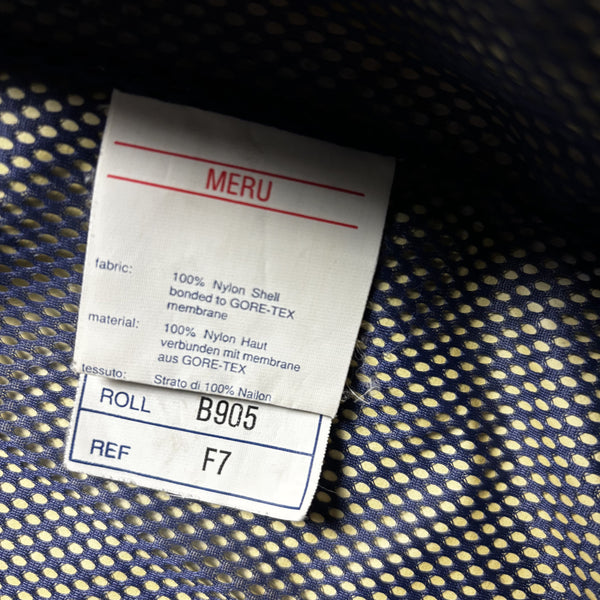 MERU
fabric: 100% Nylon Shell
bonded to GORE-TEX
membrane
material: 100% Nylon Haut
verbunden mit membrane
aus GORE-TEX
tessuto: Strato di 100% Nailon
ROLL B905
REF F7